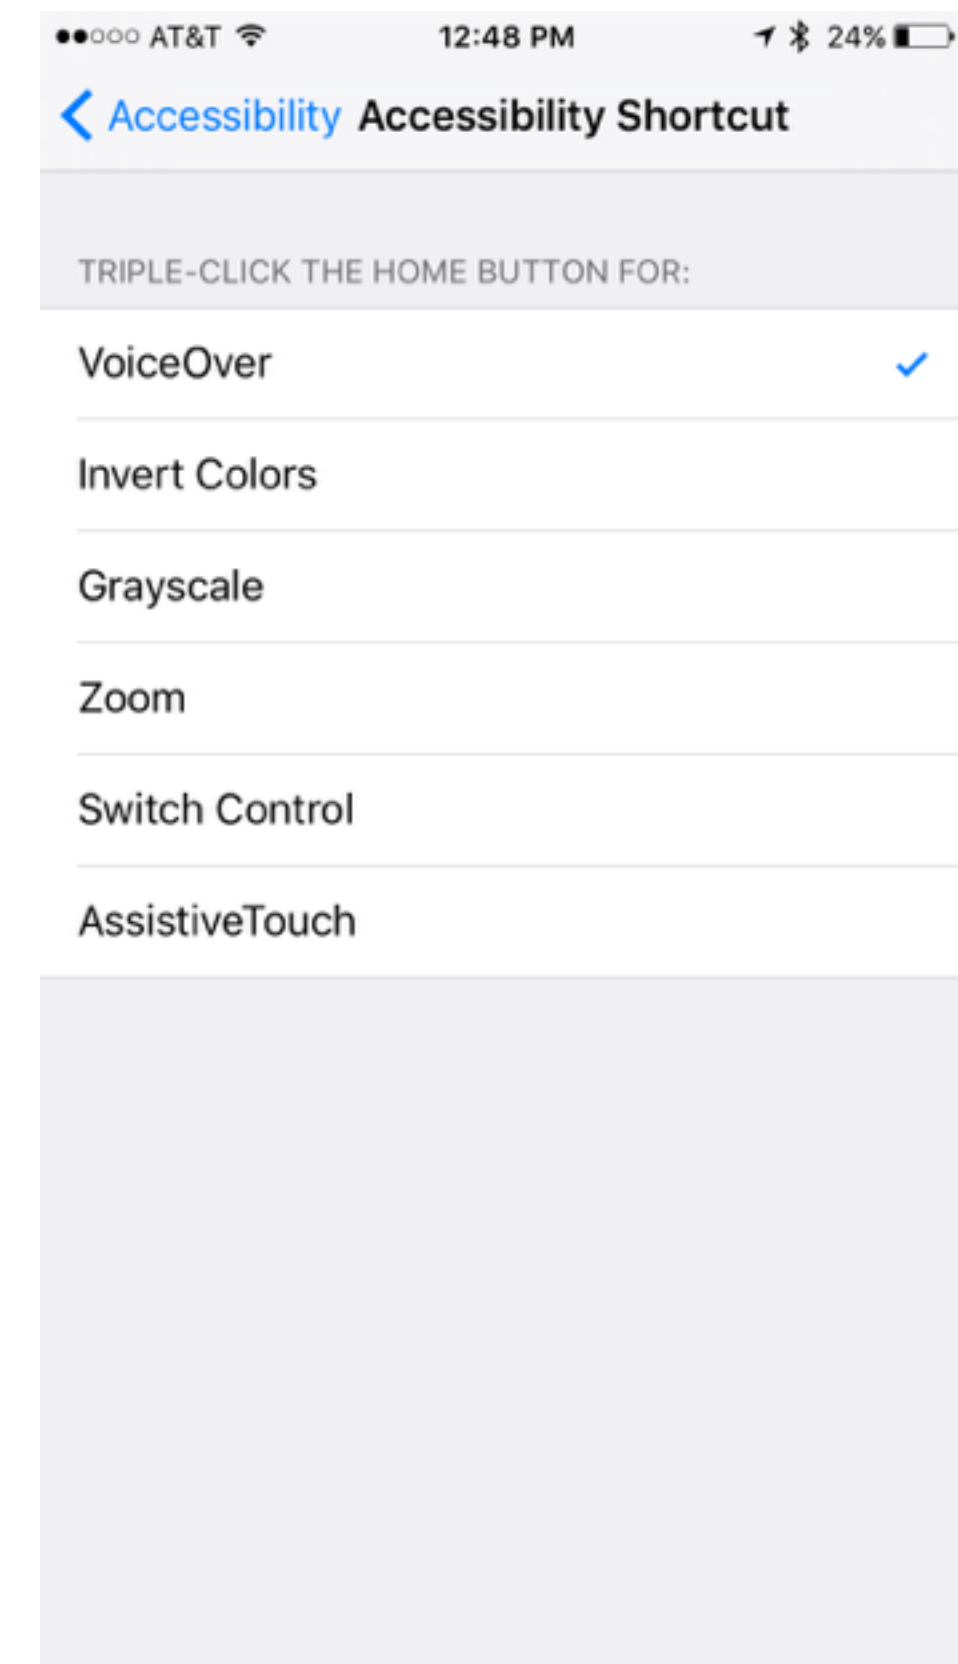 AT&T 12:48 PM 24%
Accessibility Accessibility Shortcut
TRIPLE-CLICK THE HOME BUTTON FOR:
VoiceOver
Invert Colors
Grayscale
Zoom
Switch Control
AssistiveTouch